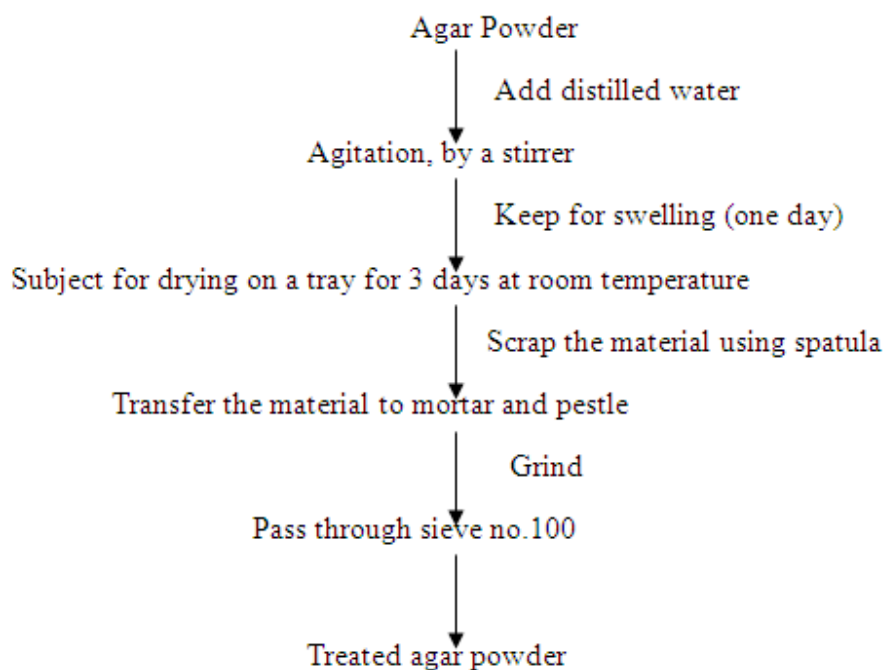 Agar Powder
Add distilled water
Agitation, by a stirrer
Keep for swelling (one day)
Subject for drying on a tray for 3 days at room temperature
Scrap the material using spatula
Transfer the material to mortar and pestle
Grind
Pass through sieve no.100
Treated agar powder